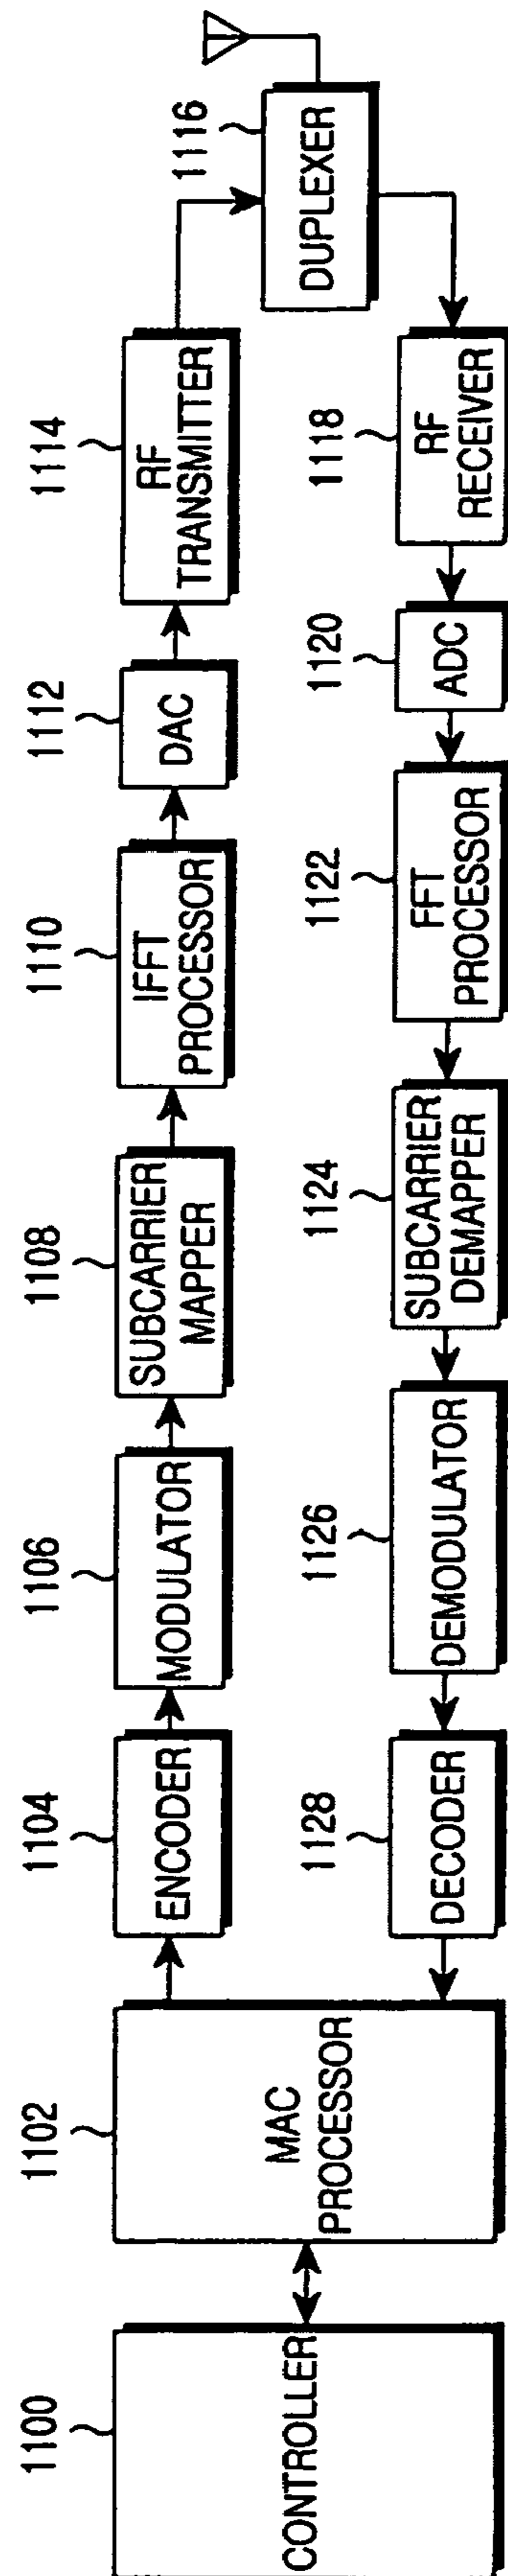 1100
CONTROLLER
1102
MAC
PROCESSOR
1104
ENCODER
1106
MODULATOR
1108
SUBCARRIER
MAPPER
1110
IFFT
PROCESSOR
1112
DAC
1114
RF
TRANSMITTER
1116
DUPLEXER
1118
RF
RECEIVER
1120
ADC
1122
FFT
PROCESSOR
1124
SUBCARRIER
DEMAPPER
1126
DEMODULATOR
1128
DECODER